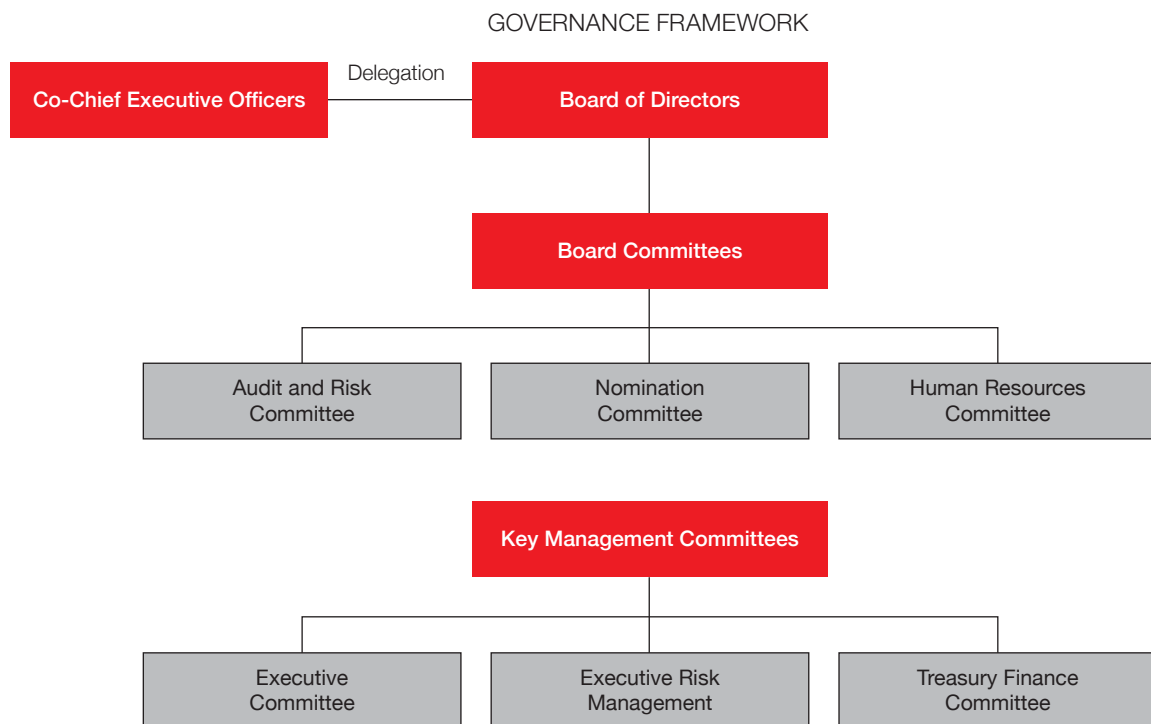 GOVERNANCE FRAMEWORK
Delegation
Co-Chief Executive Officers
Board of Directors
Board Committees
Audit and Risk
Committee
Nomination
Committee
Human Resources
Committee
Key Management Committees
Executive
Committee
Executive Risk
Management
Treasury Finance
Committee